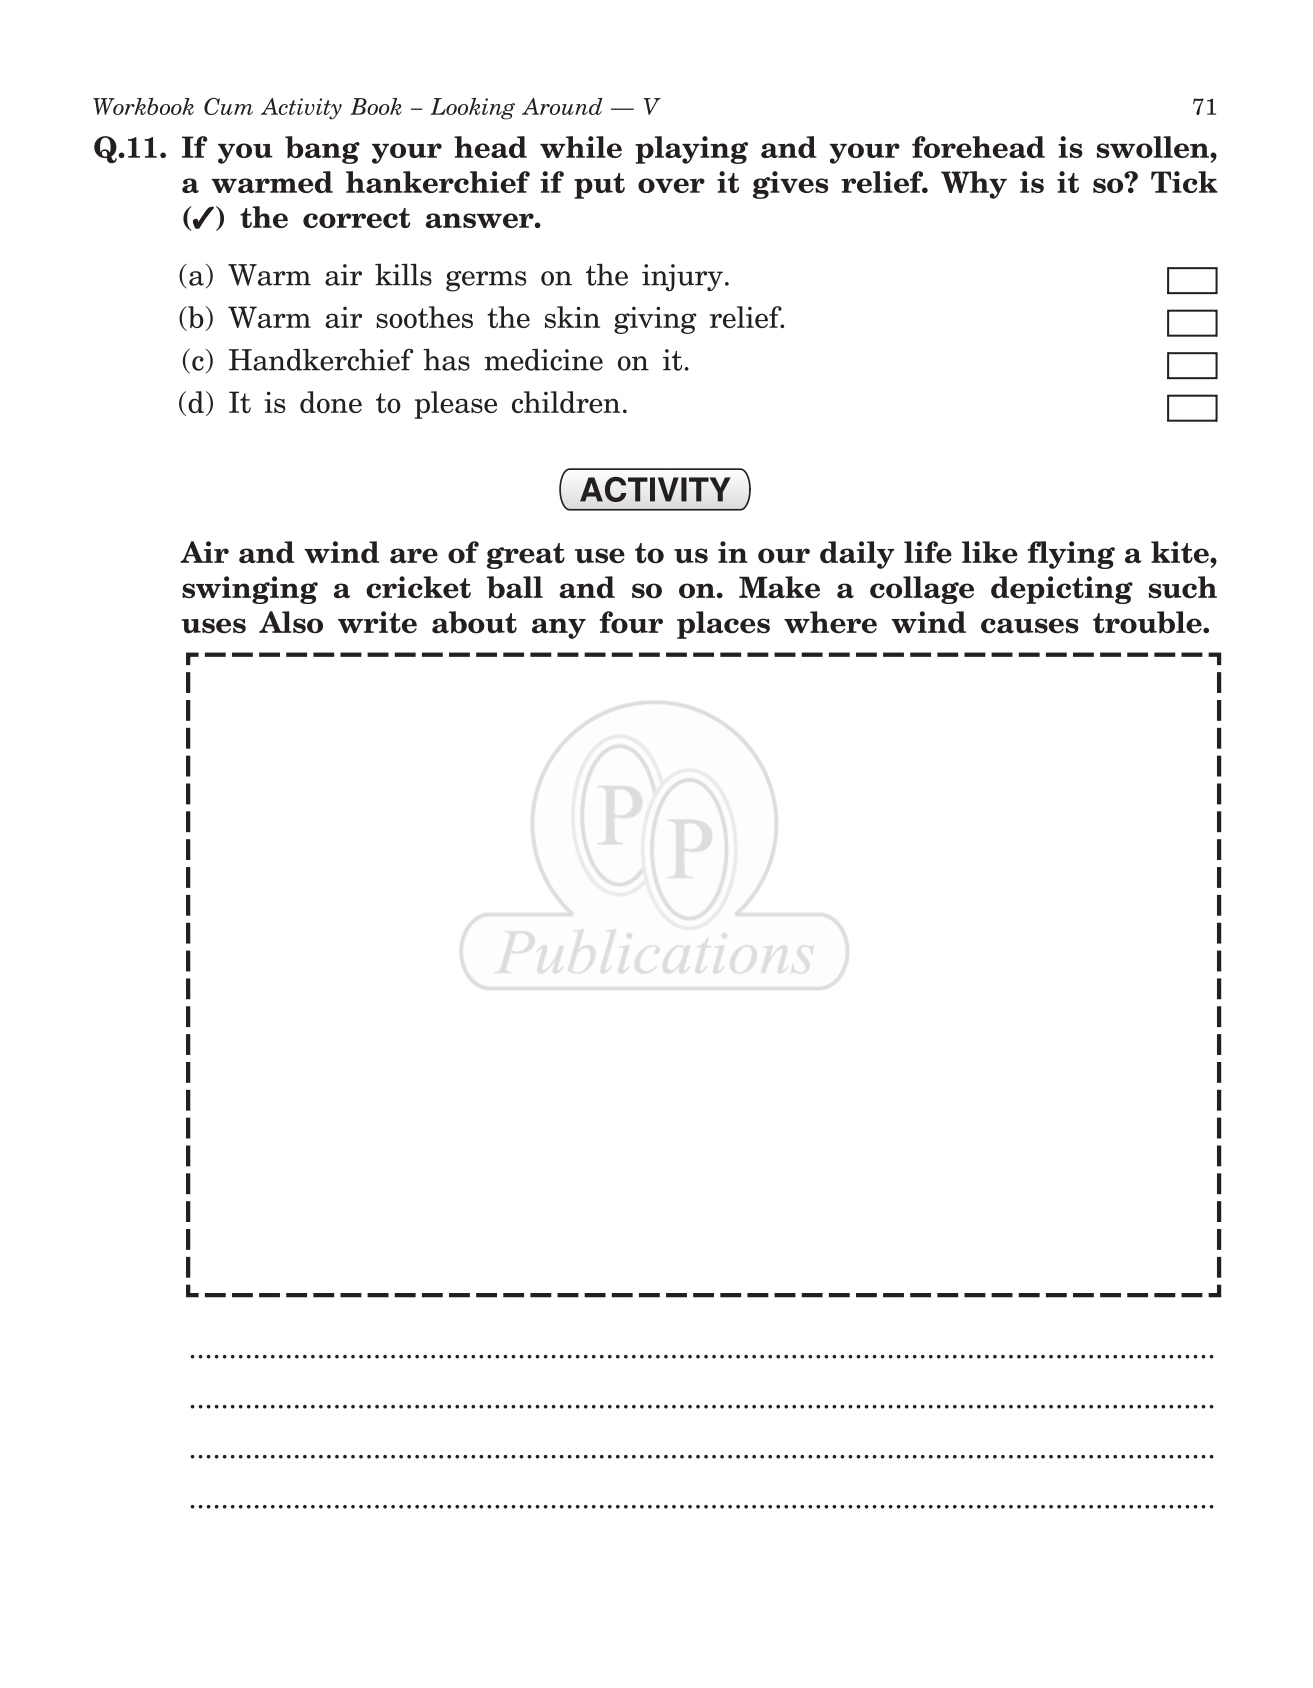 Workbook Cum Activity Book – Looking Around — V 71
Q.11. If you bang your head while playing and your forehead is swollen,
a warmed hankerchief if put over it gives relief. Why is it so? Tick
(✓) the correct answer.
(a) Warm air kills germs on the injury.
(b) Warm air soothes the skin giving relief.
(c) Handkerchief has medicine on it.
(d) It is done to please children.
ACTIVITY
Air and wind are of great use to us in our daily life like flying a kite,
swinging a cricket ball and so on. Make a collage depicting such
uses Also write about any four places where wind causes trouble.
P
P
Publications